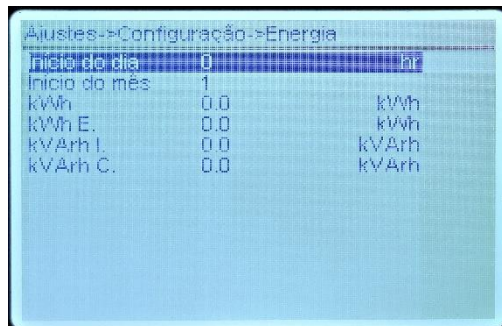 Ajustes->Configuração->Energia
Início do dia 0 hr
Início do mês 1
kWh 0.0 kWh
kWh E. 0.0 kWh
kVArh I. 0.0 kVArh
kVArh C. 0.0 kVArh